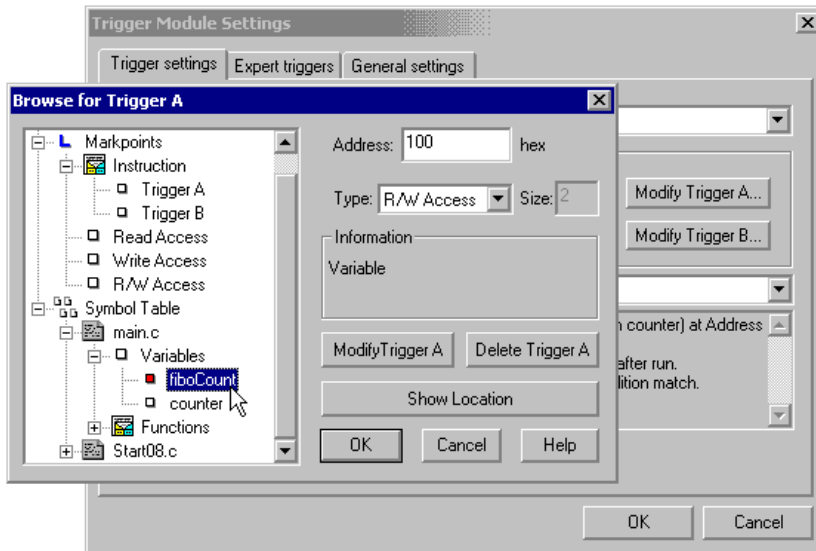 Trigger Module Settings
Trigger settings
Expert triggers
General settings
Browse for Trigger A
Markpoints
Instruction
Trigger A
Trigger B
Read Access
Write Access
R/W Access
Symbol Table
main.c
Variables
fiboCount
counter
Functions
Start08.c
Address: 100 hex
Type: R/W Access Size: 2
Information
Variable
ModifyTrigger A
Delete Trigger A
Show Location
OK
Cancel
Help
Modify Trigger A...
Modify Trigger B...
counter) at Address
after run.
dition match.
OK
Cancel